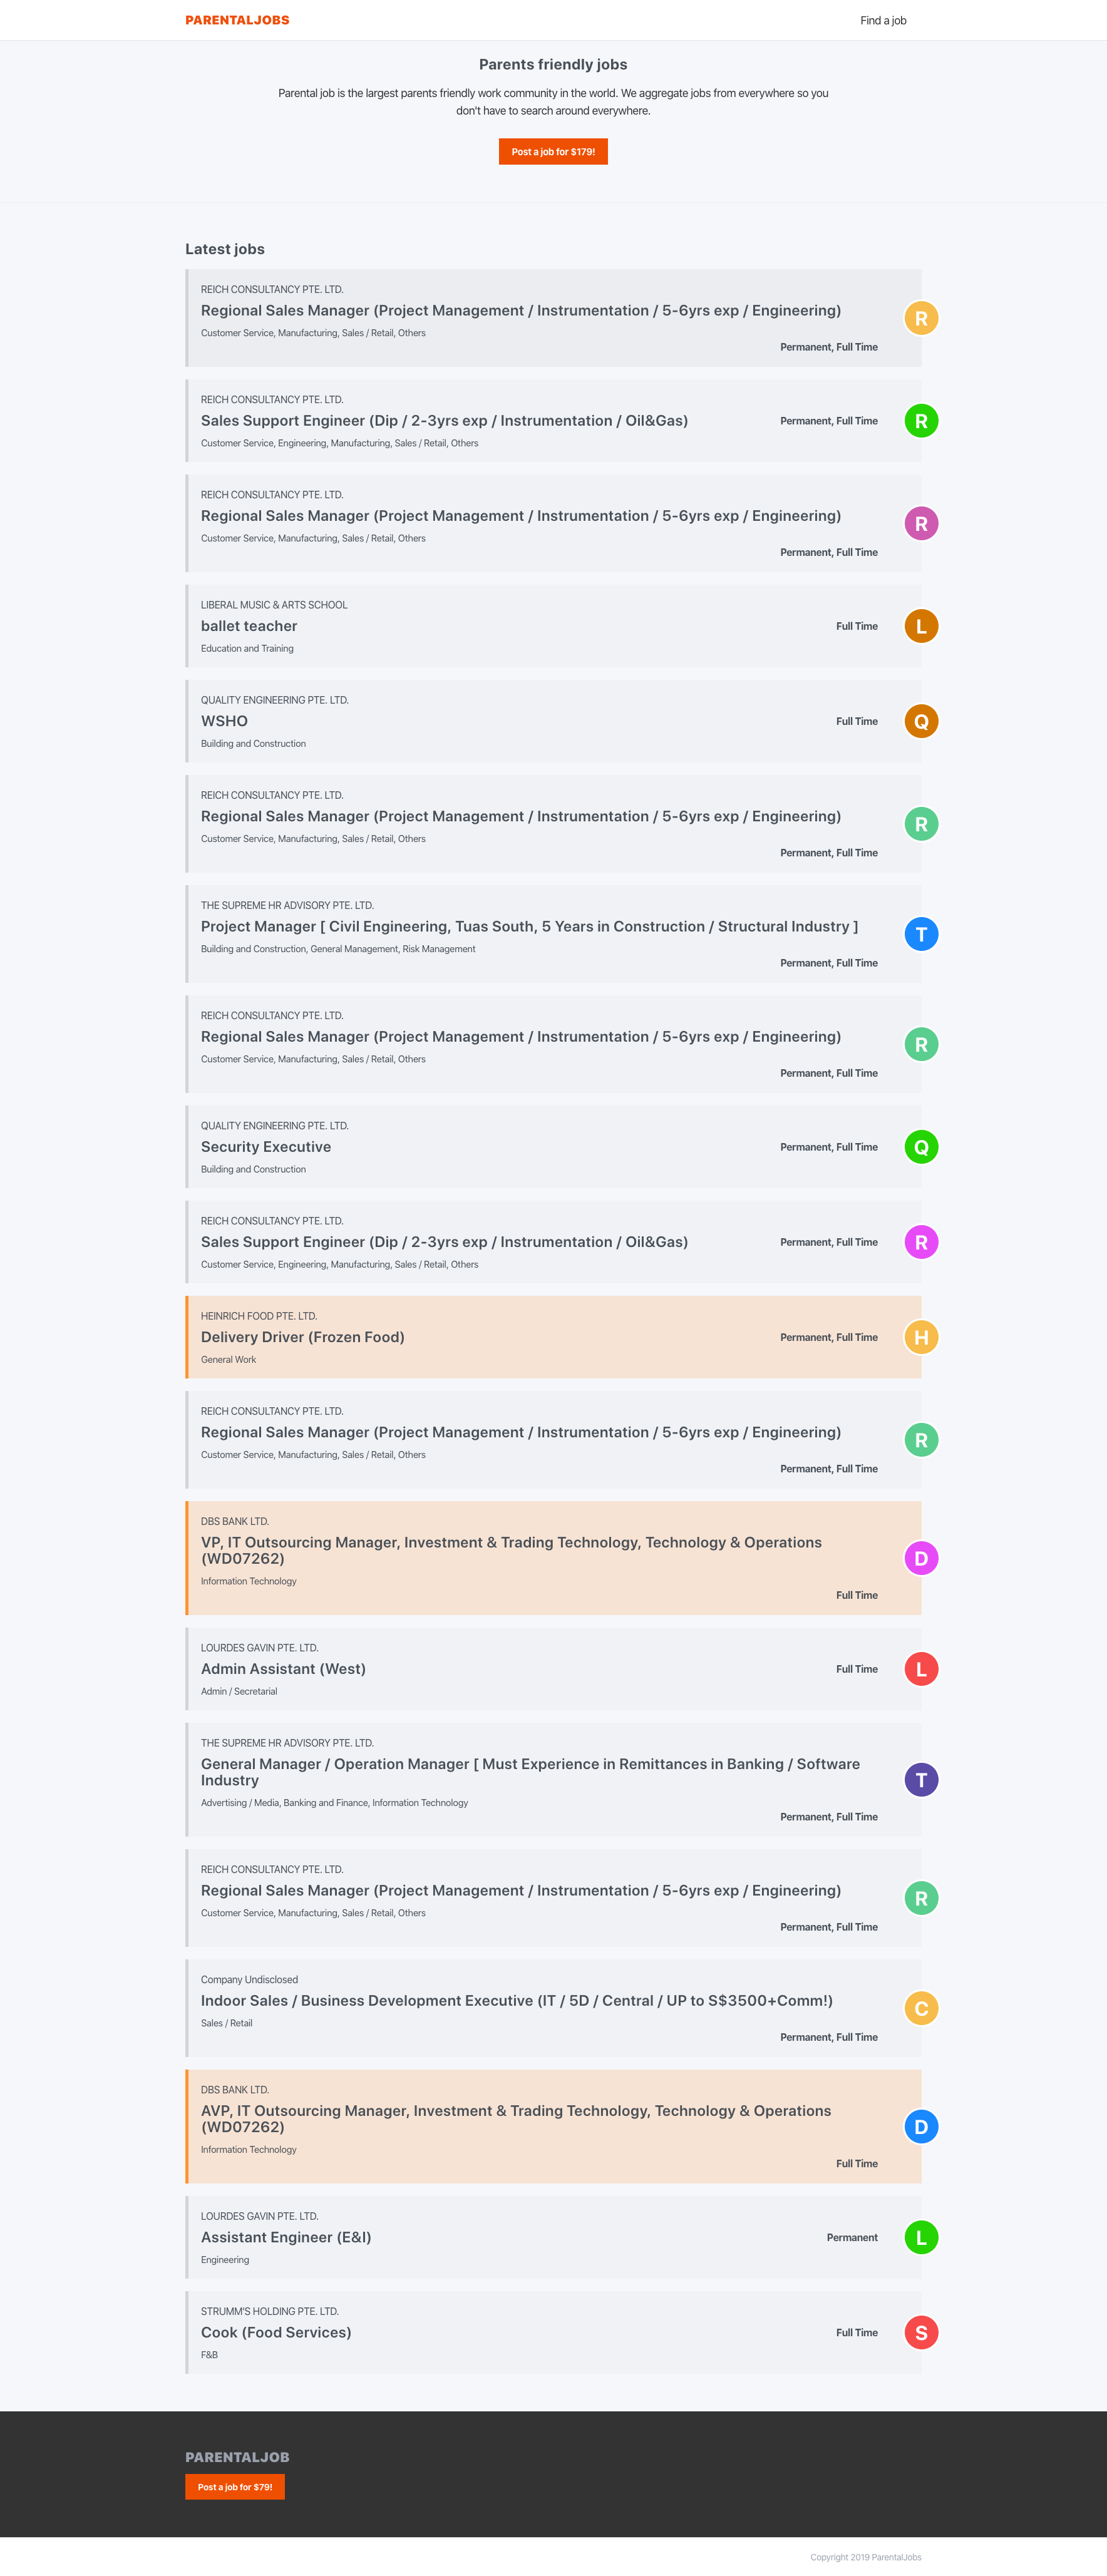 PARENTALJOBS
Find a job
Parents friendly jobs
Parental job is the largest parents friendly work community in the world. We aggregate jobs from everywhere so you
don't have to search around everywhere.
Post a job for $179!
Latest jobs
REICH CONSULTANCY PTE. LTD.
Regional Sales Manager (Project Management / Instrumentation / 5-6yrs exp / Engineering)
Customer Service, Manufacturing, Sales / Retail, Others
Permanent, Full Time
R
REICH CONSULTANCY PTE. LTD.
Sales Support Engineer (Dip / 2-3yrs exp / Instrumentation / Oil&Gas)
Customer Service, Engineering, Manufacturing, Sales / Retail, Others
Permanent, Full Time
R
REICH CONSULTANCY PTE. LTD.
Regional Sales Manager (Project Management / Instrumentation / 5-6yrs exp / Engineering)
Customer Service, Manufacturing, Sales / Retail, Others
Permanent, Full Time
R
LIBERAL MUSIC & ARTS SCHOOL
ballet teacher
Education and Training
Full Time
L
QUALITY ENGINEERING PTE. LTD.
WSHO
Building and Construction
Full Time
Q
REICH CONSULTANCY PTE. LTD.
Regional Sales Manager (Project Management / Instrumentation / 5-6yrs exp / Engineering)
Customer Service, Manufacturing, Sales / Retail, Others
Permanent, Full Time
R
THE SUPREME HR ADVISORY PTE. LTD.
Project Manager [ Civil Engineering, Tuas South, 5 Years in Construction / Structural Industry ]
Building and Construction, General Management, Risk Management
Permanent, Full Time
T
REICH CONSULTANCY PTE. LTD.
Regional Sales Manager (Project Management / Instrumentation / 5-6yrs exp / Engineering)
Customer Service, Manufacturing, Sales / Retail, Others
Permanent, Full Time
R
QUALITY ENGINEERING PTE. LTD.
Security Executive
Building and Construction
Permanent, Full Time
Q
REICH CONSULTANCY PTE. LTD.
Sales Support Engineer (Dip / 2-3yrs exp / Instrumentation / Oil&Gas)
Customer Service, Engineering, Manufacturing, Sales / Retail, Others
Permanent, Full Time
R
HEINRICH FOOD PTE. LTD.
Delivery Driver (Frozen Food)
General Work
Permanent, Full Time
H
REICH CONSULTANCY PTE. LTD.
Regional Sales Manager (Project Management / Instrumentation / 5-6yrs exp / Engineering)
Customer Service, Manufacturing, Sales / Retail, Others
Permanent, Full Time
R
DBS BANK LTD.
VP, IT Outsourcing Manager, Investment & Trading Technology, Technology & Operations
(WD07262)
Information Technology
Full Time
D
LOURDES GAVIN PTE. LTD.
Admin Assistant (West)
Admin / Secretarial
Full Time
L
THE SUPREME HR ADVISORY PTE. LTD.
General Manager / Operation Manager [ Must Experience in Remittances in Banking / Software
Industry
Advertising / Media, Banking and Finance, Information Technology
Permanent, Full Time
T
REICH CONSULTANCY PTE. LTD.
Regional Sales Manager (Project Management / Instrumentation / 5-6yrs exp / Engineering)
Customer Service, Manufacturing, Sales / Retail, Others
Permanent, Full Time
R
Company Undisclosed
Indoor Sales / Business Development Executive (IT / 5D / Central / UP to S$3500+Comm!)
Sales / Retail
Permanent, Full Time
C
DBS BANK LTD.
AVP, IT Outsourcing Manager, Investment & Trading Technology, Technology & Operations
(WD07262)
Information Technology
Full Time
D
LOURDES GAVIN PTE. LTD.
Assistant Engineer (E&I)
Engineering
Permanent
L
STRUMM'S HOLDING PTE. LTD.
Cook (Food Services)
F&B
Full Time
S
PARENTALJOB
Post a job for $79!
Copyright 2019 ParentalJobs